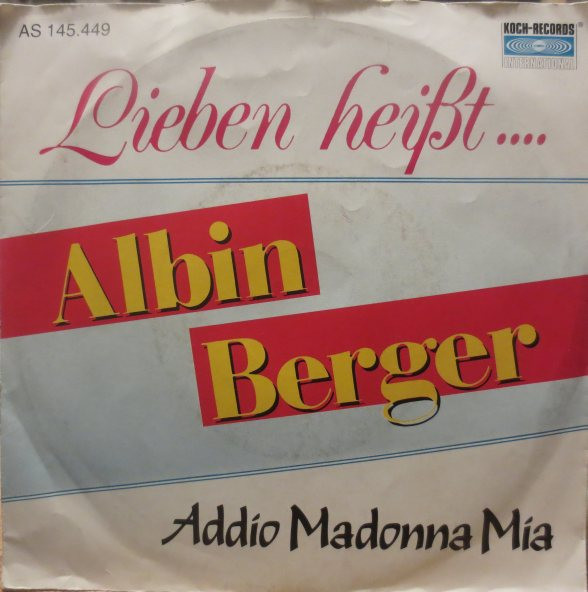 AS 145.449
KOCH-RECORDS
INTERNATIONAL
Lieben heißt....
Albin
Berger
Addio Madonna Mia